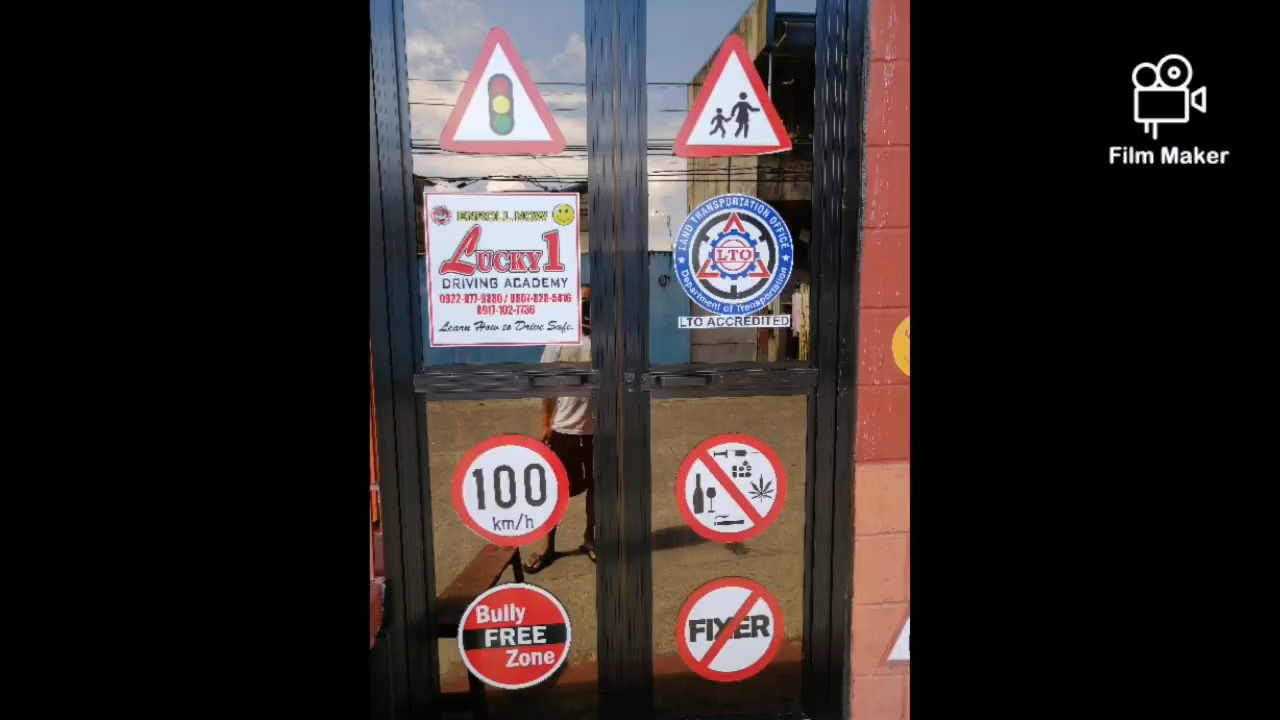 Film Maker
ENROLL NOW
LUCKY 1
DRIVING ACADEMY
Learn How to Drive Safe.
LAND TRANSPORTATION OFFICE
LTO
Department of Transportation
LTO ACCREDITED
100
km/h
Bully
FREE
Zone
FIXER